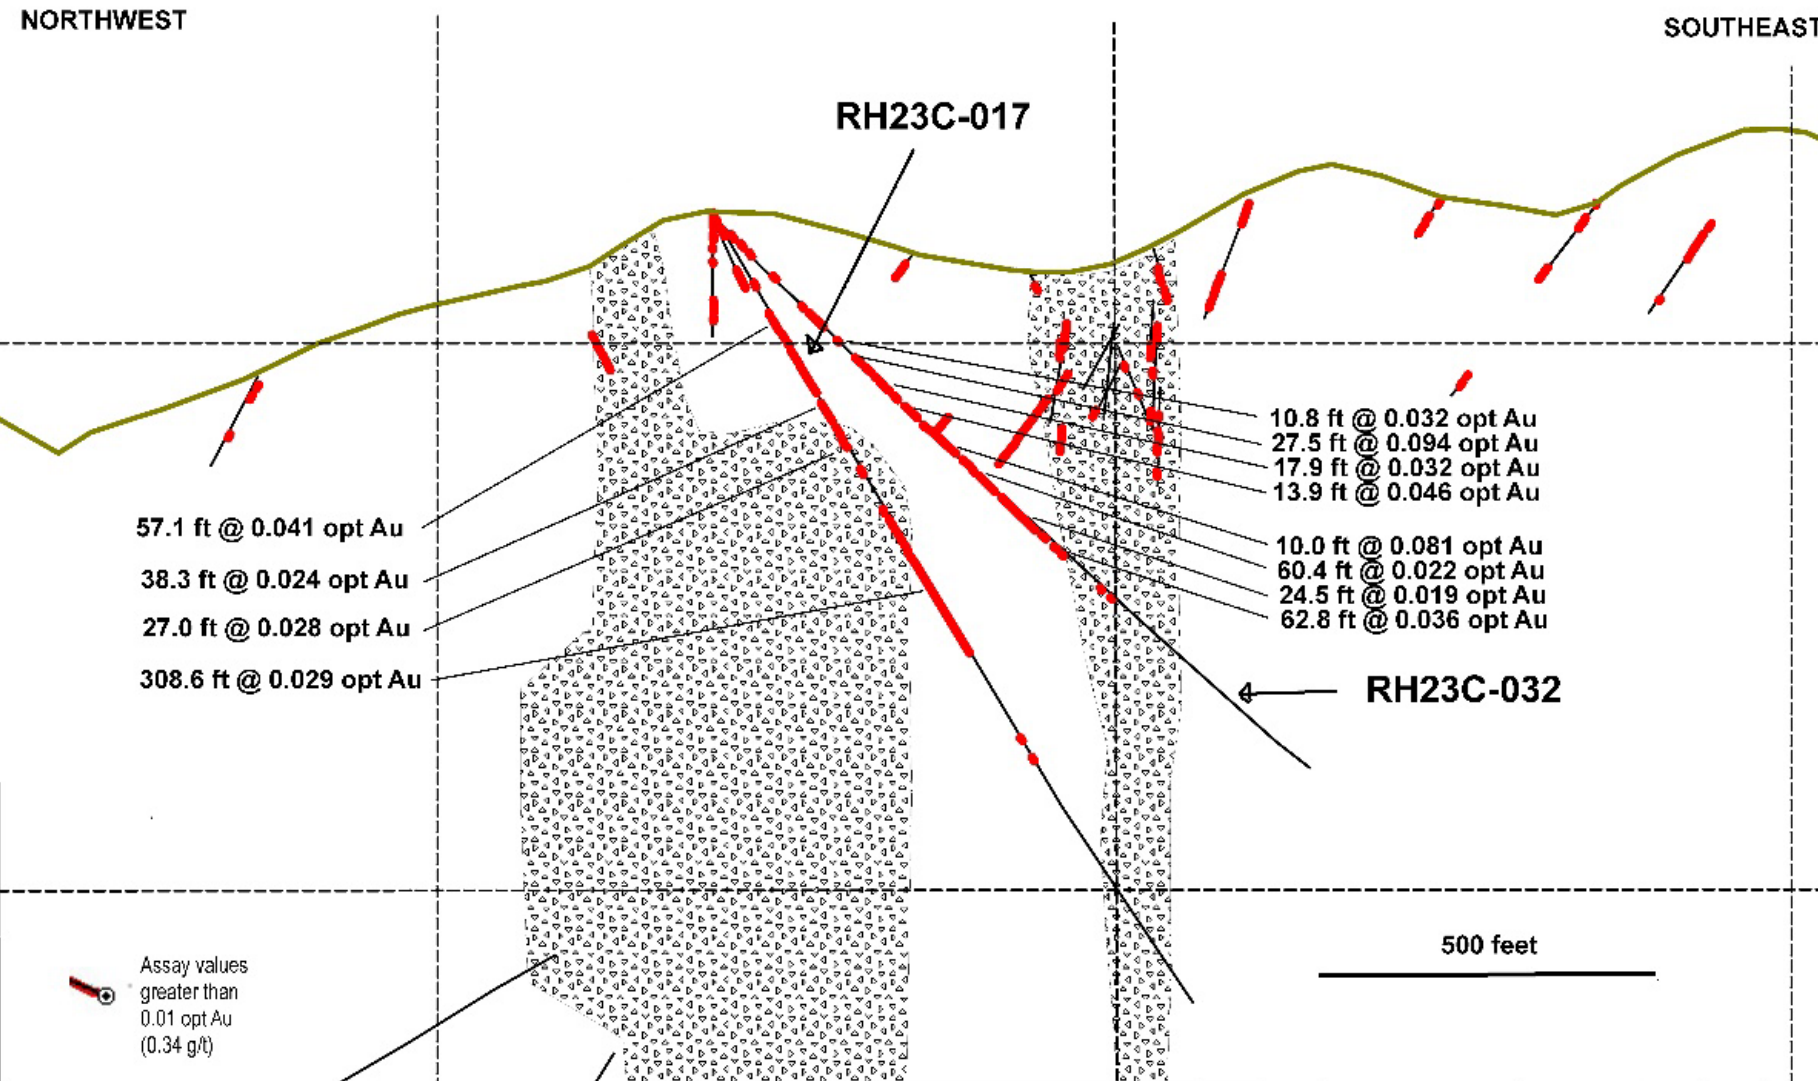 NORTHWEST
SOUTHEAST
RH23C-017
10.8 ft @ 0.032 opt Au
27.5 ft @ 0.094 opt Au
17.9 ft @ 0.032 opt Au
13.9 ft @ 0.046 opt Au
57.1 ft @ 0.041 opt Au
38.3 ft @ 0.024 opt Au
27.0 ft @ 0.028 opt Au
308.6 ft @ 0.029 opt Au
10.0 ft @ 0.081 opt Au
60.4 ft @ 0.022 opt Au
24.5 ft @ 0.019 opt Au
62.8 ft @ 0.036 opt Au
RH23C-032
500 feet
Assay values
greater than
0.01 opt Au
(0.34 g/t)